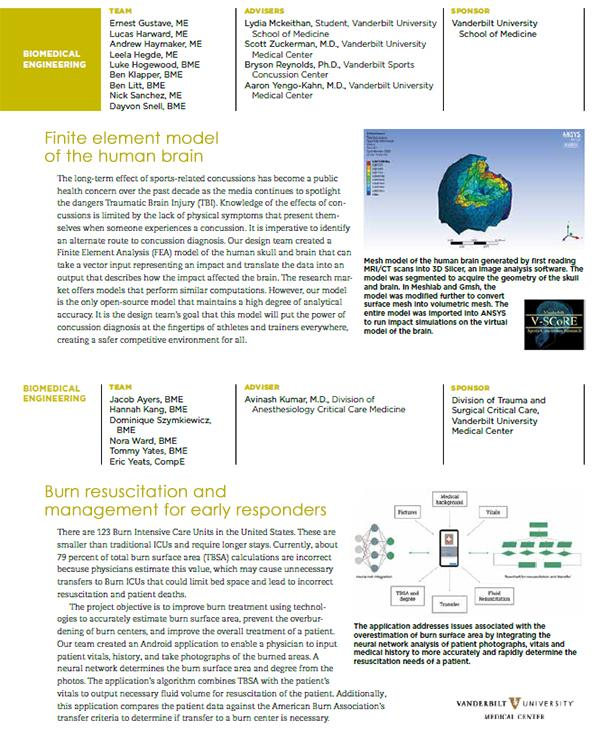 BIOMEDICAL
ENGINEERING
TEAM
Ernest Gustave, ME
Lucas Harward, ME
Andrew Haymaker, ME
Leela Hegde, ME
Luke Hogewood, BME
Ben Klapper, BME
Ben Litt, BME
Nick Sanchez, ME
Dayvon Snell, BME
ADVISERS
Lydia Mckeithan, Student, Vanderbilt University
School of Medicine
Scott Zuckerman, M.D., Vanderbilt University
Medical Center
Bryson Reynolds, Ph.D., Vanderbilt Sports
Concussion Center
Aaron Yengo-Kahn, M.D., Vanderbilt University
Medical Center
SPONSOR
Vanderbilt University
School of Medicine
Finite element model
of the human brain
The long-term effect of sports-related concussions has become a public
health concern over the past decade as the media continues to spotlight
the dangers Traumatic Brain Injury (TBI). Knowledge of the effects of con-
cussions is limited by the lack of physical symptoms that present them-
selves when someone experiences a concussion. It is imperative to identify
an alternate route to concussion diagnosis. Our design team created a
Finite Element Analysis (FEA) model of the human skull and brain that can
take a vector input representing an impact and translate the data into an
output that describes how the impact affected the brain. The research mar-
ket offers models that perform similar computations. However, our model
is the only open-source model that maintains a high degree of analytical
accuracy. It is the design team's goal that this model will put the power of
concussion diagnosis at the fingertips of athletes and trainers everywhere,
creating a safer competitive environment for all.
ANSYS
Mesh model of the human brain generated by first reading
MRI/CT scans into 3D Slicer, an image analysis software. The
model was segmented to acquire the geometry of the skull
and brain. In Meshlab and Gmsh, the
model was modified further to convert
surface mesh into volumetric mesh. The
entire model was imported into ANSYS
to run impact simulations on the virtual
model of the brain.
Vanderbilt
V-SCoRE
BIOMEDICAL
ENGINEERING
TEAM
Jacob Ayers, BME
Hannah Kang, BME
Dominique Szymkiewicz,
BME
Nora Ward, BME
Tommy Yates, BME
Eric Yeats, CompE
ADVISER
Avinash Kumar, M.D., Division of
Anesthesiology Critical Care Medicine
SPONSOR
Division of Trauma and
Surgical Critical Care,
Vanderbilt University
Medical Center
Burn resuscitation and
management for early responders
There are 123 Burn Intensive Care Units in the United States. These are
smaller than traditional ICUs and require longer stays. Currently, about
79 percent of total burn surface area (TBSA) calculations are incorrect
because physicians estimate this value, which may cause unnecessary
transfers to Burn ICUs that could limit bed space and lead to incorrect
resuscitation and patient deaths.
The project objective is to improve burn treatment using technol-
ogies to accurately estimate burn surface area, prevent the overbur-
dening of burn centers, and improve the overall treatment of a patient.
Our team created an Android application to enable a physician to input
patient vitals, history, and take photographs of the burned areas. A
neural network determines the burn surface area and degree from the
photos. The application's algorithm combines TBSA with the patient's
vitals to output necessary fluid volume for resuscitation of the patient. Additionally,
this application compares the patient data against the American Burn Association's
transfer criteria to determine if transfer to a burn center is necessary.
Medical
background
Pictures
Vitals
TBSA and
degree
Transfer
Fluid
Resuscitation
The application addresses issues associated with the
overestimation of burn surface area by integrating the
neural network analysis of patient photographs, vitals and
medical history to more accurately and rapidly determine the
resuscitation needs of a patient.
VANDERBILT UNIVERSITY
MEDICAL CENTER